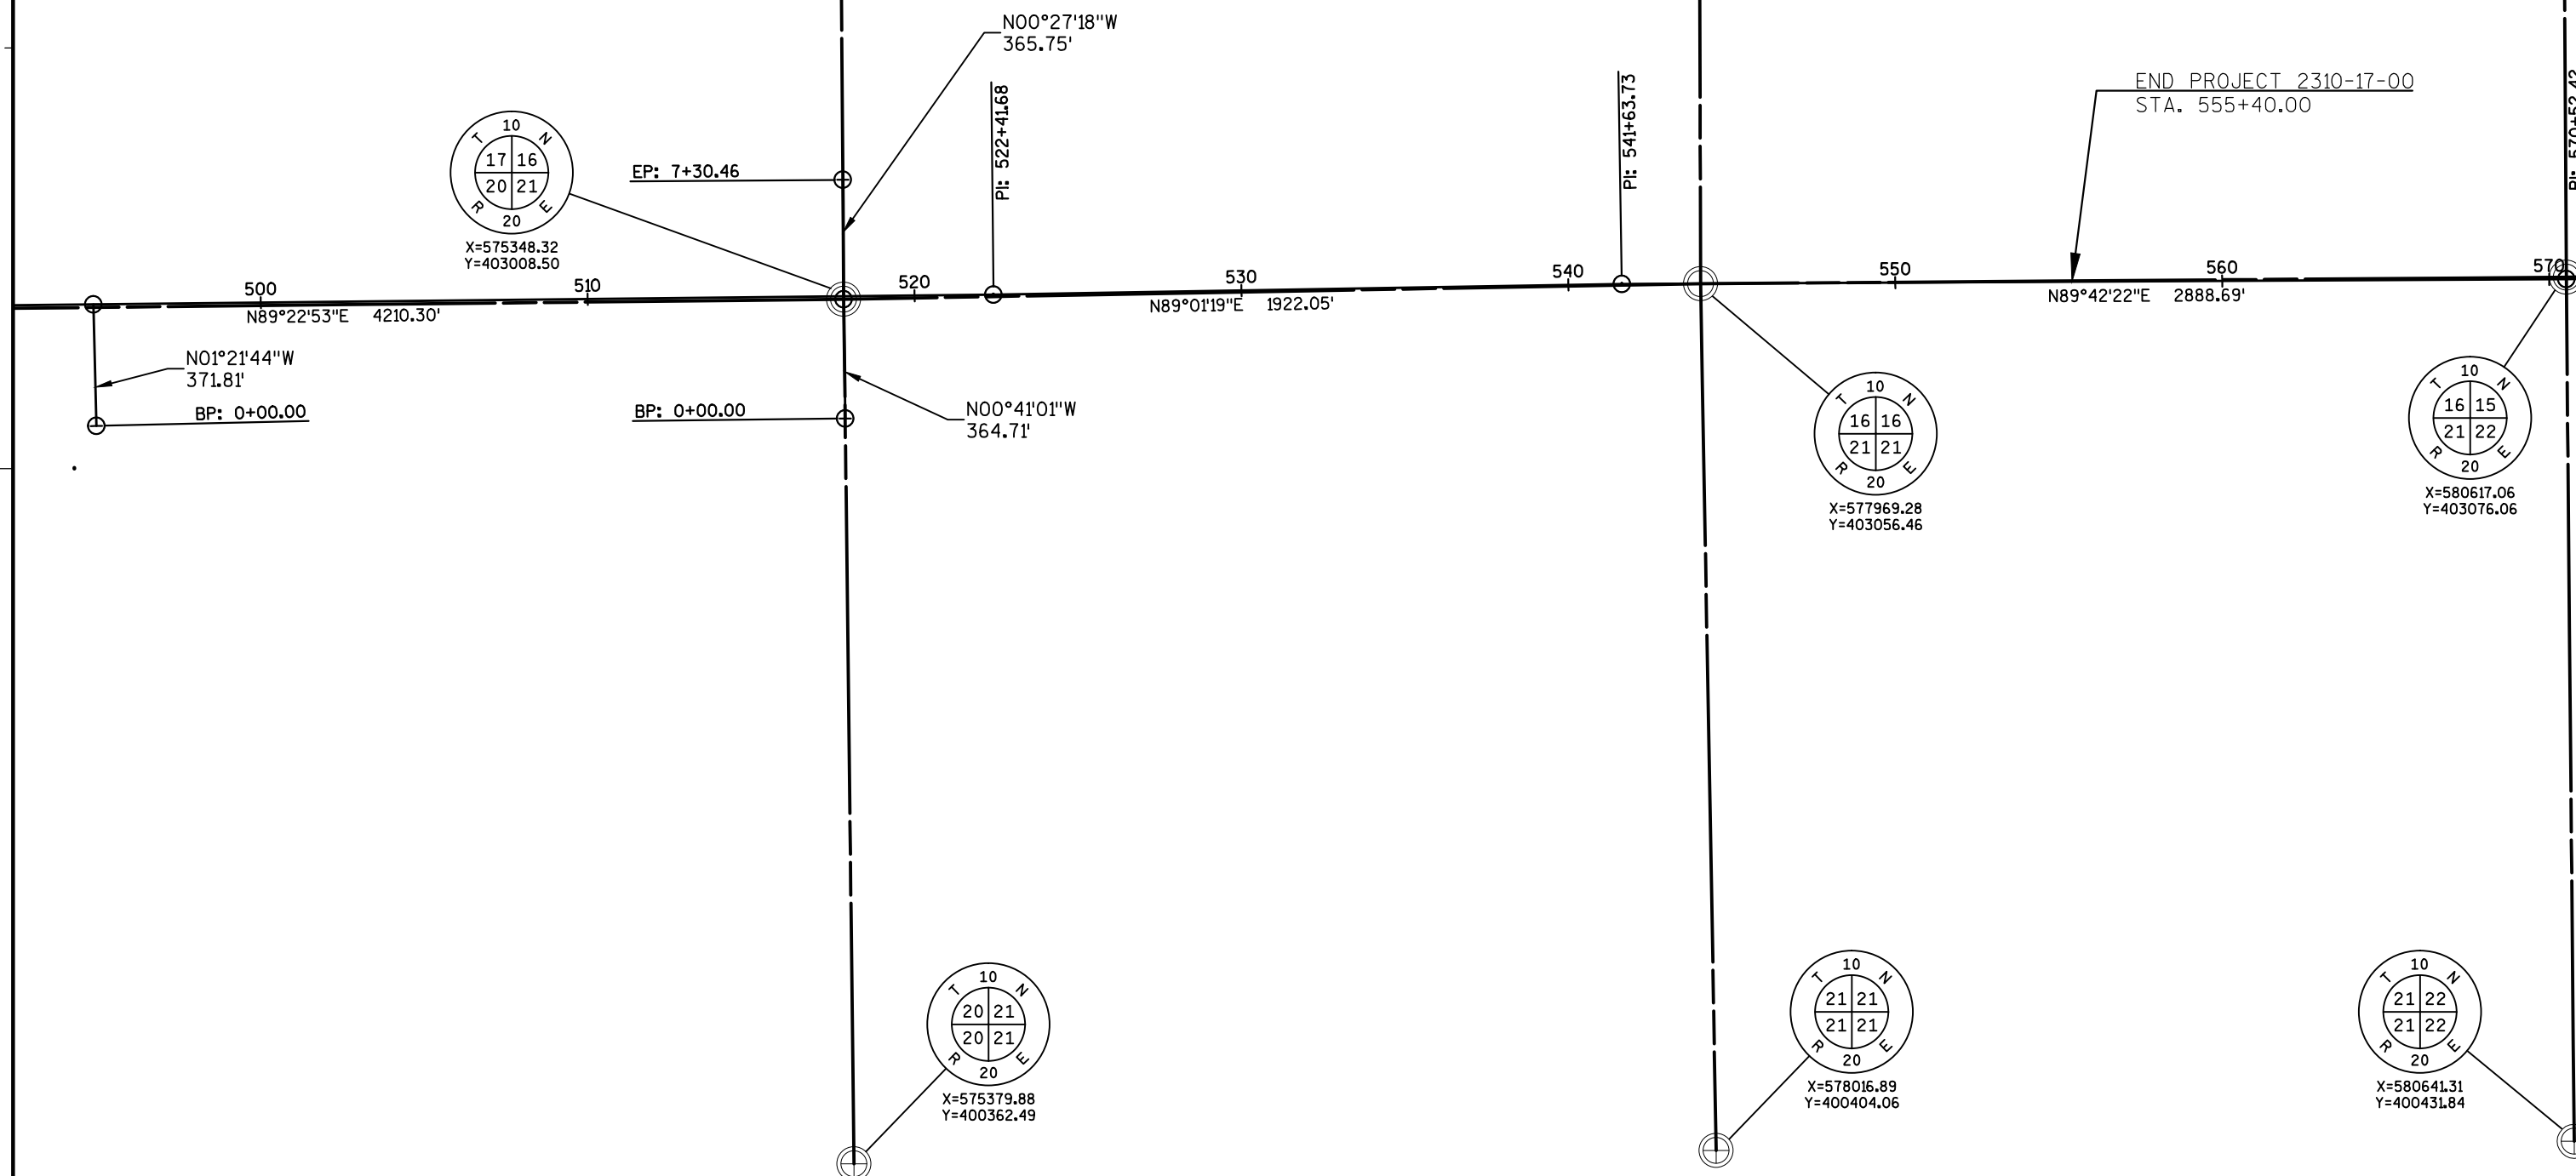 N00°27'18"W
365.75'
END PROJECT 2310-17-00
STA. 555+40.00
PI: 522+41.68
PI: 541+63.73
PI: 570+52.42
T 10 N
17 16
20 21
R 20 E
X=575348.32
Y=403008.50
EP: 7+30.46
500
510
520
530
540
550
560
570
N89°22'53"E 4210.30'
N89°01'19"E 1922.05'
N89°42'22"E 2888.69'
N01°21'44"W
371.81'
BP: 0+00.00
BP: 0+00.00
N00°41'01"W
364.71'
T 10 N
16 16
21 21
R 20 E
X=577969.28
Y=403056.46
T 10 N
16 15
21 22
R 20 E
X=580617.06
Y=403076.06
T 10 N
20 21
20 21
R 20 E
X=575379.88
Y=400362.49
T 10 N
21 21
21 21
R 20 E
X=578016.89
Y=400404.06
T 10 N
21 22
21 22
R 20 E
X=580641.31
Y=400431.84